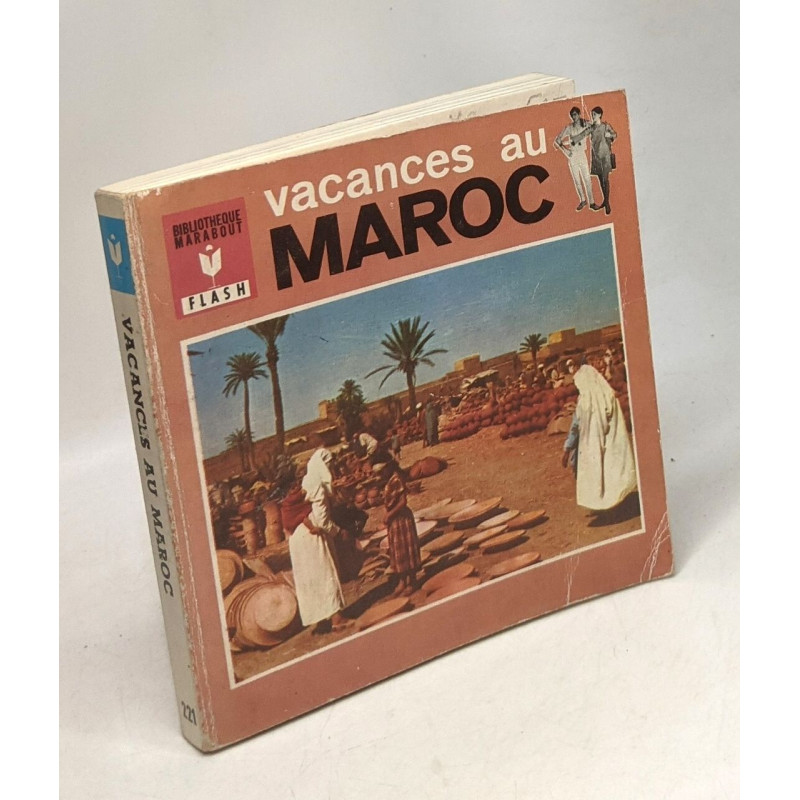 vacances au
MAROC
BIBLIOTHEQUE
MARABOUT
FLASH
VACANCES AU MAROC
221